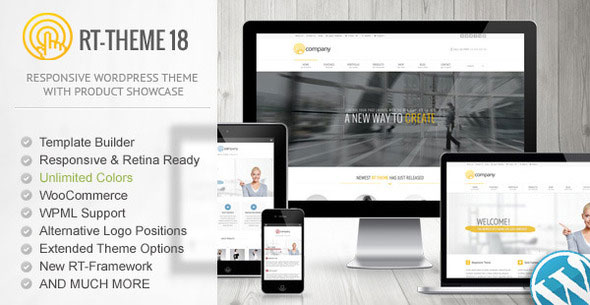 RT-THEME 18
RESPONSIVE WORDPRESS THEME
WITH PRODUCT SHOWCASE
Template Builder
Responsive & Retina Ready
Unlimited Colors
WooCommerce
WPML Support
Alternative Logo Positions
Extended Theme Options
New RT-Framework
AND MUCH MORE
company
A NEW WAY TO CREATE
NEWEST RT THEME HAS JUST RELEASED
company
WELCOME!